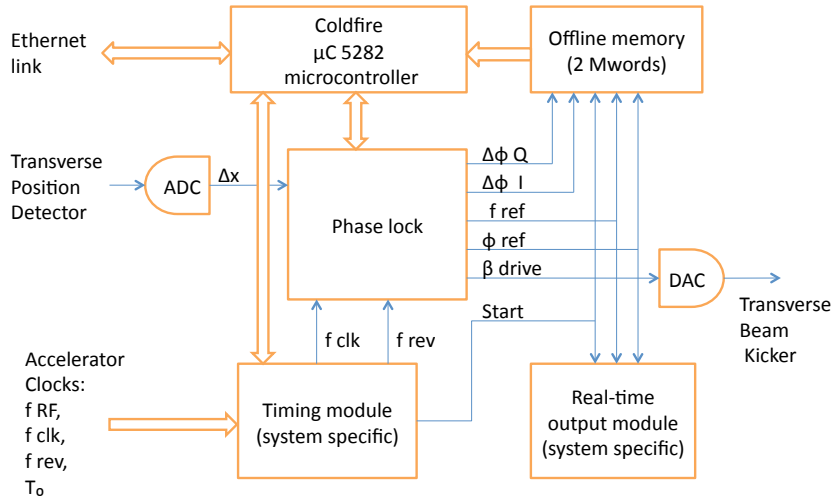 Ethernet
link
Coldfire
μC 5282
microcontroller
Offline memory
(2 Mwords)
Transverse
Position
Detector
ADC
Δx
Phase lock
Δϕ Q
Δϕ I
f ref
ϕ ref
β drive
DAC
Transverse
Beam
Kicker
Start
f clk
f rev
Accelerator
Clocks:
f RF,
f clk,
f rev,
T₀
Timing module
(system specific)
Real-time
output module
(system specific)